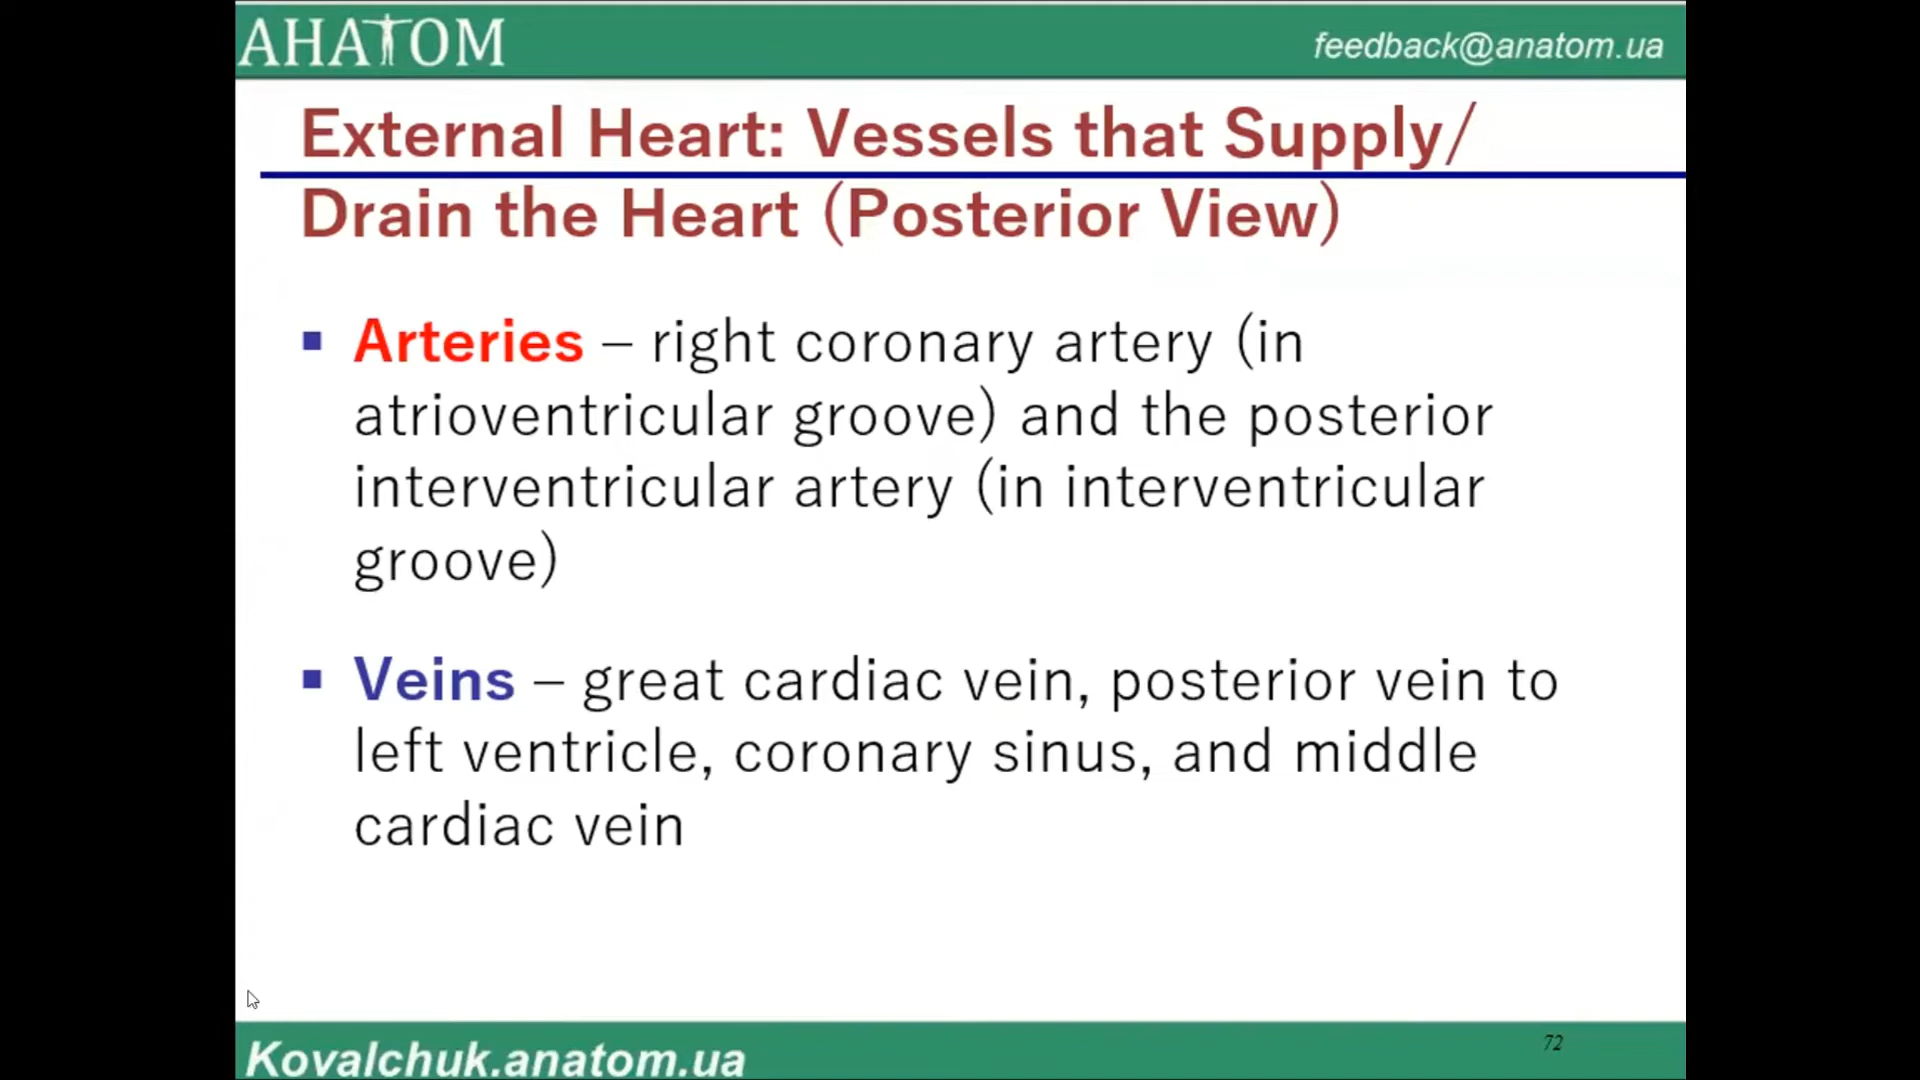 АНАТОМ
feedback@anatom.ua
External Heart: Vessels that Supply/
Drain the Heart (Posterior View)
▪ Arteries – right coronary artery (in
atrioventricular groove) and the posterior
interventricular artery (in interventricular
groove)
▪ Veins – great cardiac vein, posterior vein to
left ventricle, coronary sinus, and middle
cardiac vein
Kovalchuk.anatom.ua
72